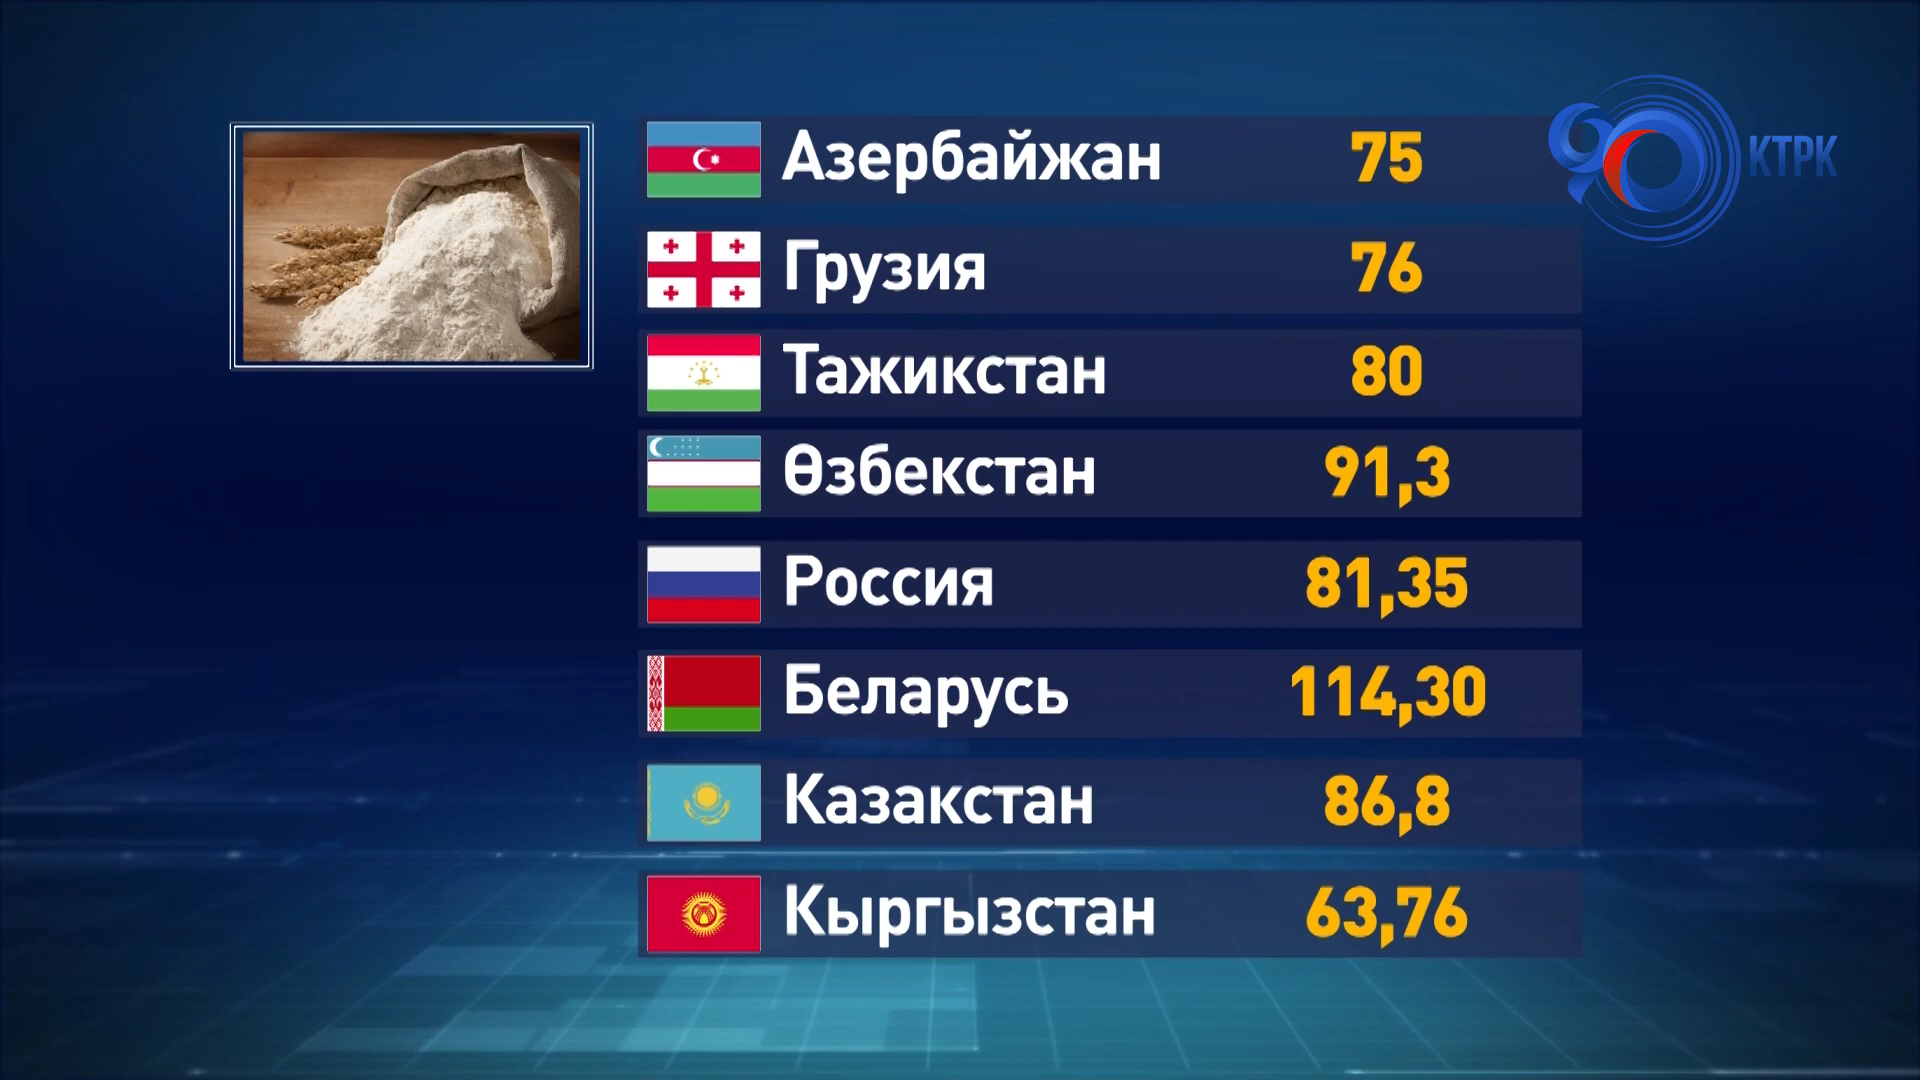 90 КТРК
Азербайжан 75
Грузия 76
Тажикстан 80
Өзбекстан 91,3
Россия 81,35
Беларусь 114,30
Казакстан 86,8
Кыргызстан 63,76